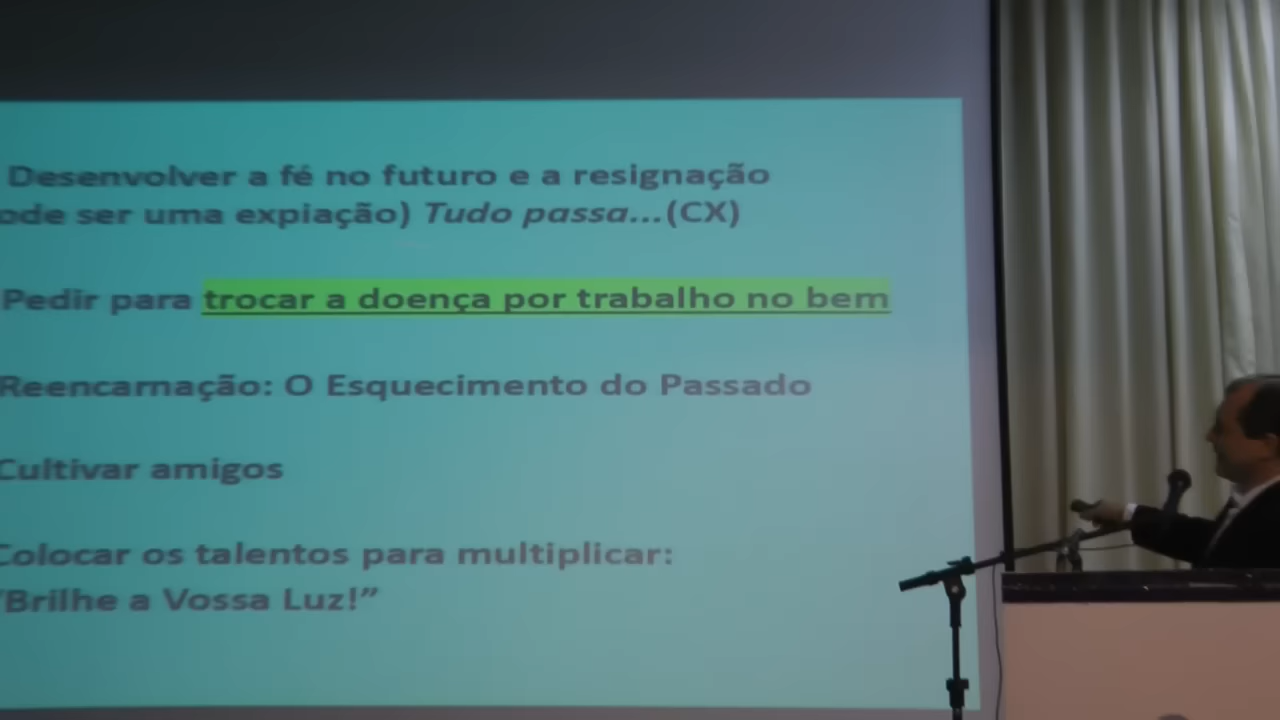 Desenvolver a fé no futuro e a resignação
ode ser uma expiação) Tudo passa...(CX)
Pedir para trocar a doença por trabalho no bem
Reencarnação: O Esquecimento do Passado
Cultivar amigos
Colocar os talentos para multiplicar:
"Brilhe a Vossa Luz!”